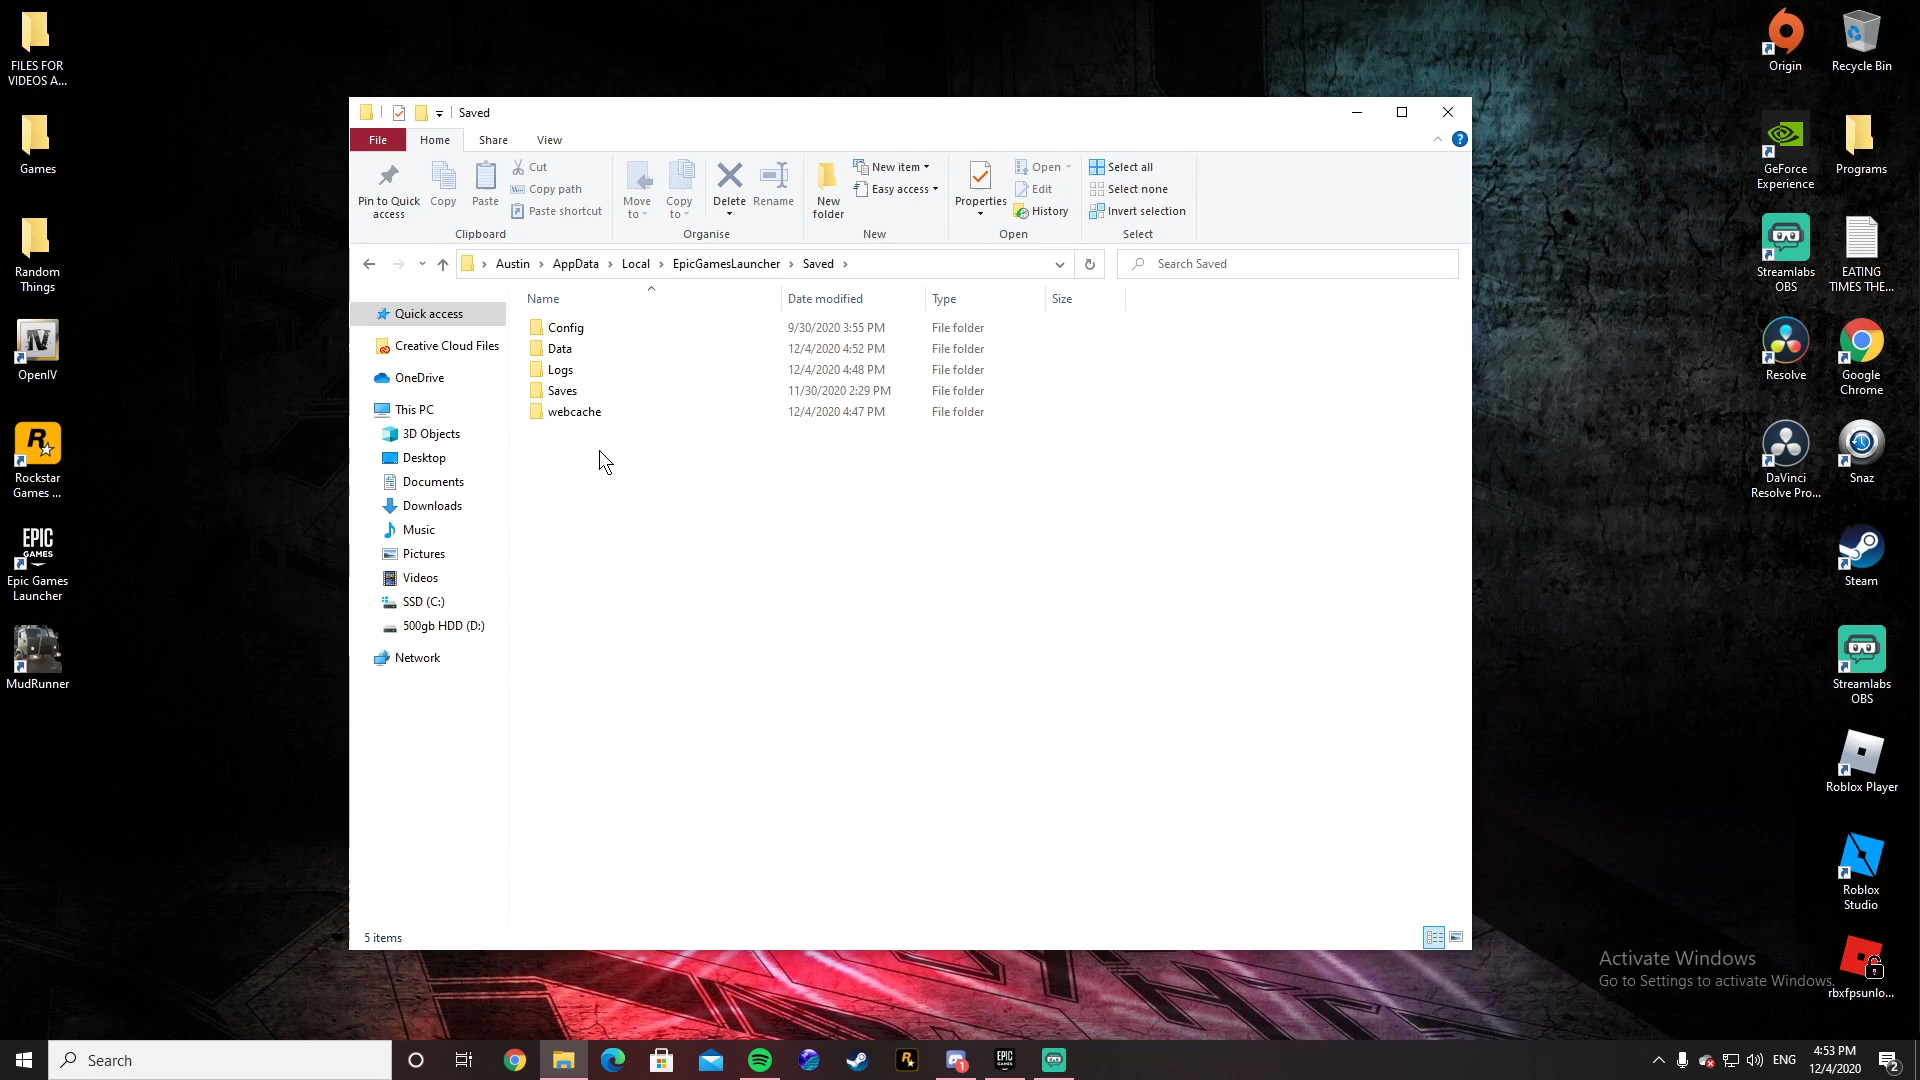 FILES FOR
VIDEOS A...
Games
Random
Things
OpenIV
Rockstar
Games ...
EPIC
GAMES
Epic Games
Launcher
MudRunner
Saved
File
Home
Share
View
Pin to Quick
access
Copy
Paste
Cut
Copy path
Paste shortcut
Clipboard
Move
to
Copy
to
Delete
Rename
Organise
New
folder
New item
Easy access
New
Properties
Open
Edit
History
Open
Select all
Select none
Invert selection
Select
Austin > AppData > Local > EpicGamesLauncher > Saved >
Search Saved
Name
Date modified
Type
Size
Quick access
Creative Cloud Files
OneDrive
This PC
3D Objects
Desktop
Documents
Downloads
Music
Pictures
Videos
SSD (C:)
500gb HDD (D:)
Network
Config 9/30/2020 3:55 PM File folder
Data 12/4/2020 4:52 PM File folder
Logs 12/4/2020 4:48 PM File folder
Saves 11/30/2020 2:29 PM File folder
webcache 12/4/2020 4:47 PM File folder
5 items
Origin
Recycle Bin
GeForce
Experience
Programs
Streamlabs
OBS
EATING
TIMES THE...
Resolve
Google
Chrome
DaVinci
Resolve Pro...
Snaz
Steam
Streamlabs
OBS
Roblox Player
Roblox
Studio
rbxfpsunlo...
Activate Windows
Go to Settings to activate Windows.
Search
EPIC
GAMES
1
ENG
4:53 PM
12/4/2020
2